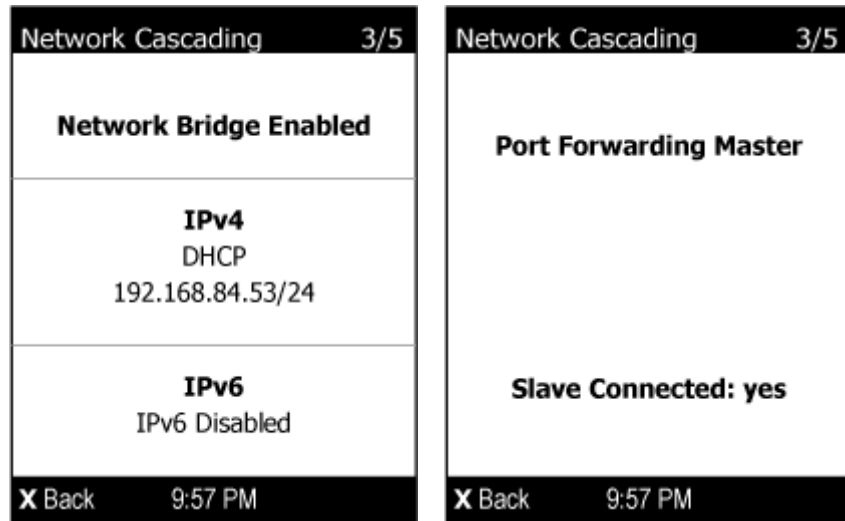 Network Cascading 3/5
Network Bridge Enabled
IPv4
DHCP
192.168.84.53/24
IPv6
IPv6 Disabled
X Back 9:57 PM
Network Cascading 3/5
Port Forwarding Master
Slave Connected: yes
X Back 9:57 PM